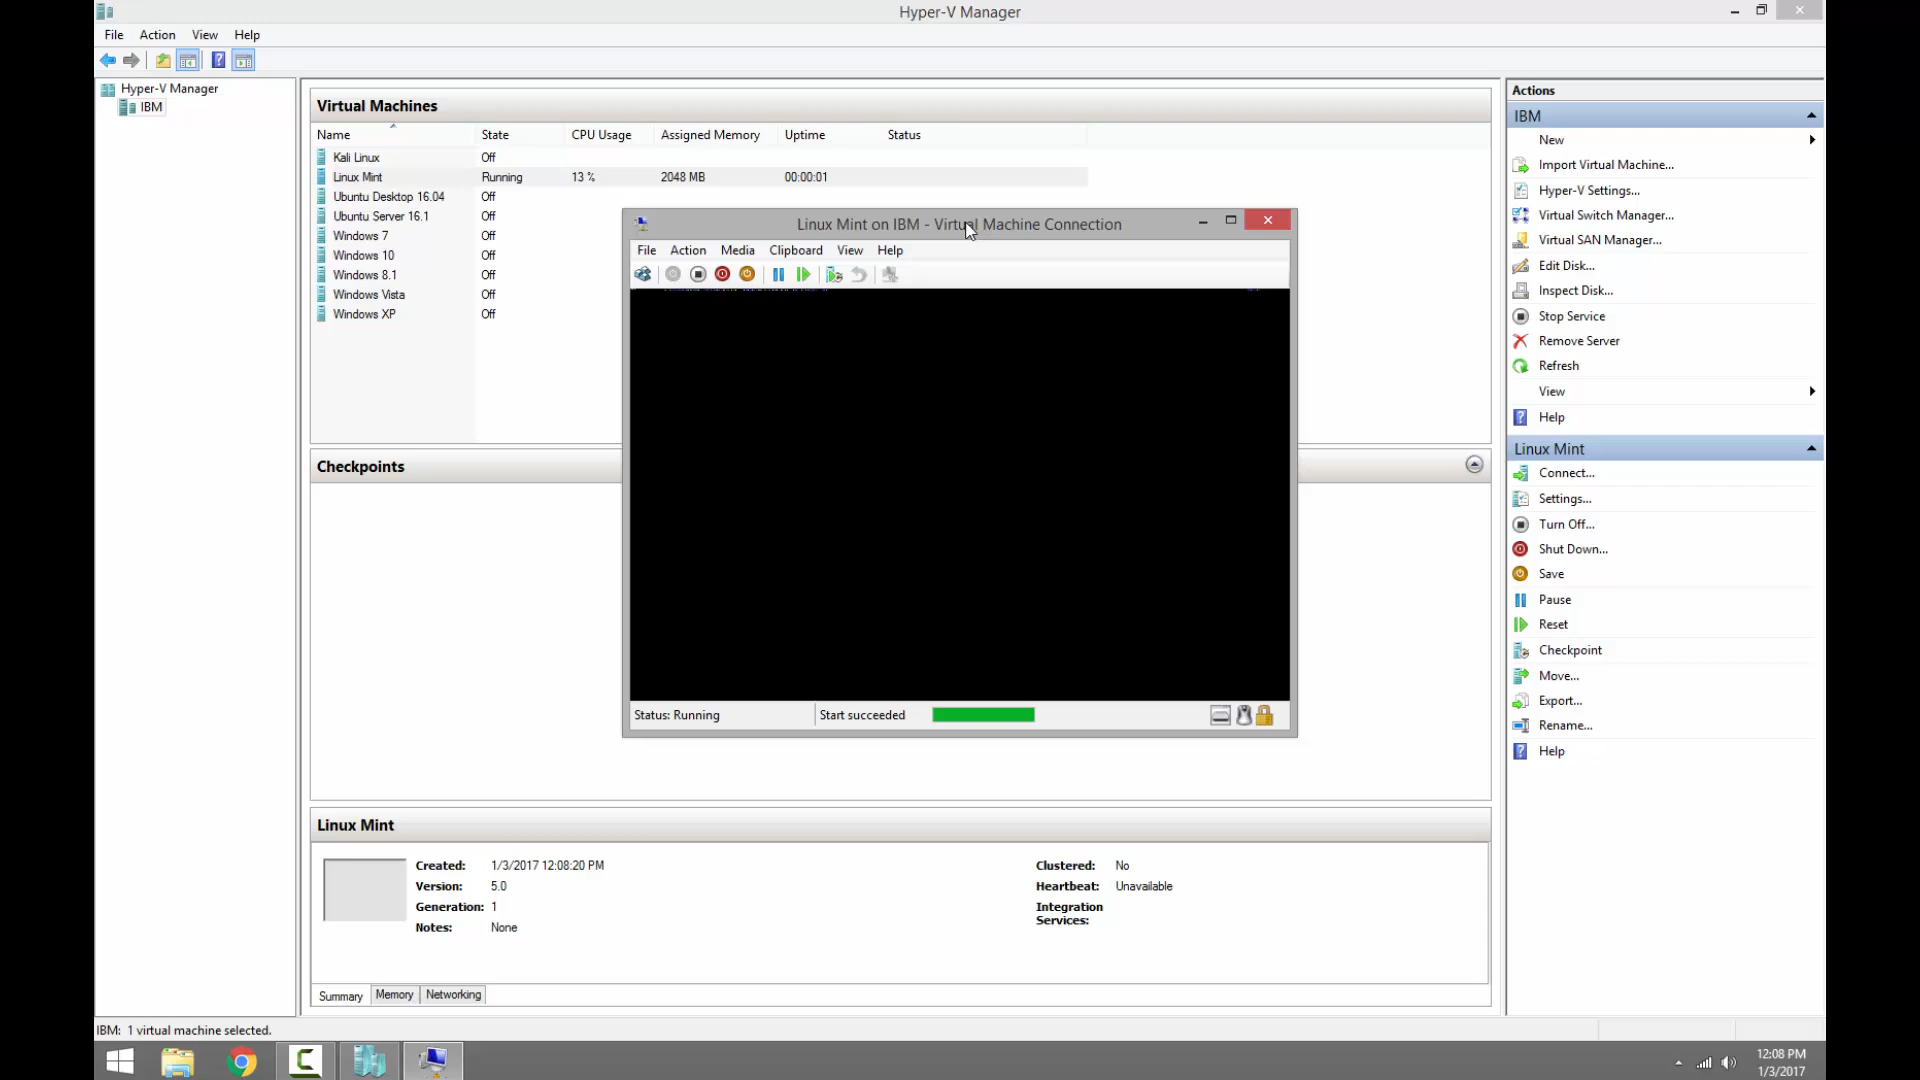 Hyper-V Manager
File Action View Help
Hyper-V Manager
IBM
Virtual Machines
Name State CPU Usage Assigned Memory Uptime Status
Kali Linux Off
Linux Mint Running 13 % 2048 MB 00:00:01
Ubuntu Desktop 16.04 Off
Ubuntu Server 16.1 Off
Windows 7 Off
Windows 10 Off
Windows 8.1 Off
Windows Vista Off
Windows XP Off
Linux Mint on IBM - Virtual Machine Connection
File Action Media Clipboard View Help
Status: Running Start succeeded
Checkpoints
Linux Mint
Created: 1/3/2017 12:08:20 PM
Version: 5.0
Generation: 1
Notes: None
Clustered: No
Heartbeat: Unavailable
Integration
Services:
Summary Memory Networking
Actions
IBM
New
Import Virtual Machine...
Hyper-V Settings...
Virtual Switch Manager...
Virtual SAN Manager...
Edit Disk...
Inspect Disk...
Stop Service
Remove Server
Refresh
View
Help
Linux Mint
Connect...
Settings...
Turn Off...
Shut Down...
Save
Pause
Reset
Checkpoint
Move...
Export...
Rename...
Help
IBM: 1 virtual machine selected.
12:08 PM
1/3/2017